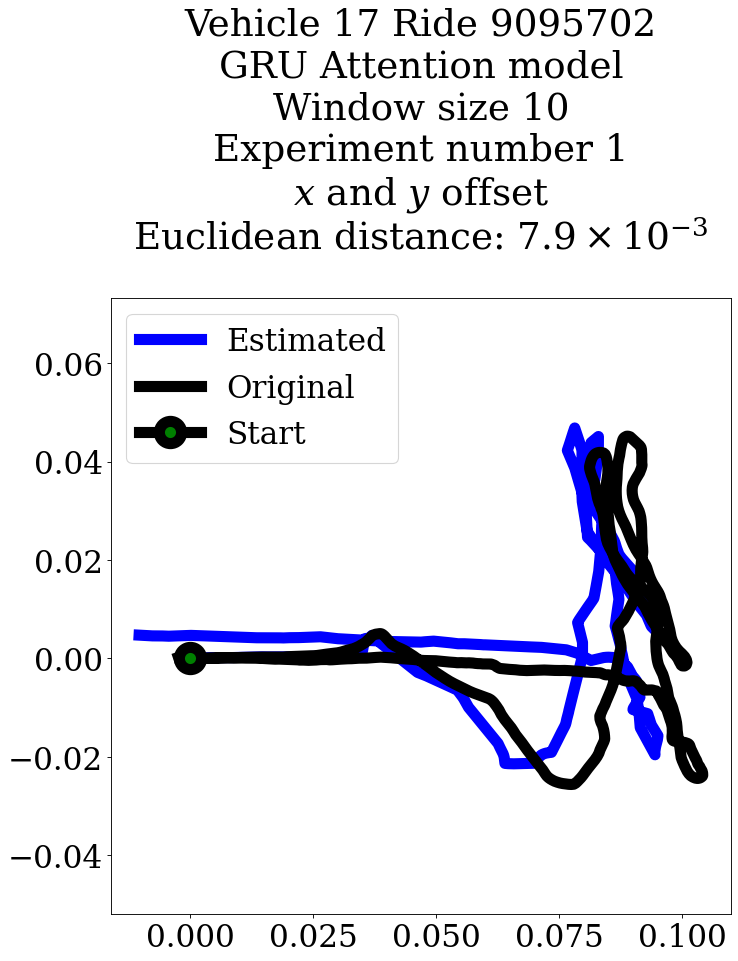 Vehicle 17 Ride 9095702
GRU Attention model
Window size 10
Experiment number 1
x and y offset
Euclidean distance: 7.9 × 10⁻³
Estimated
Original
Start
0.06
0.04
0.02
0.00
−0.02
−0.04
0.000 0.025 0.050 0.075 0.100